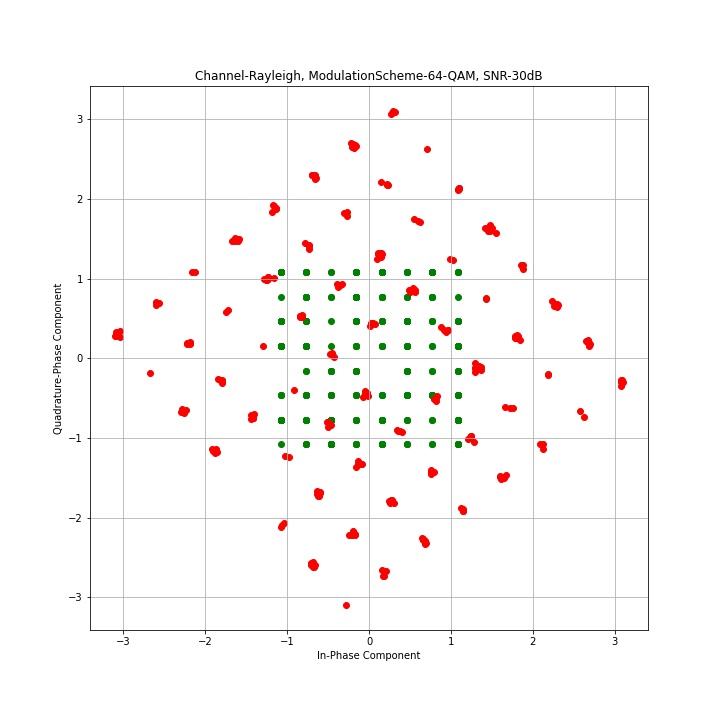 Channel-Rayleigh, ModulationScheme-64-QAM, SNR-30dB
3
2
1
0
−1
−2
−3
Quadrature-Phase Component
−3 −2 −1 0 1 2 3
In-Phase Component